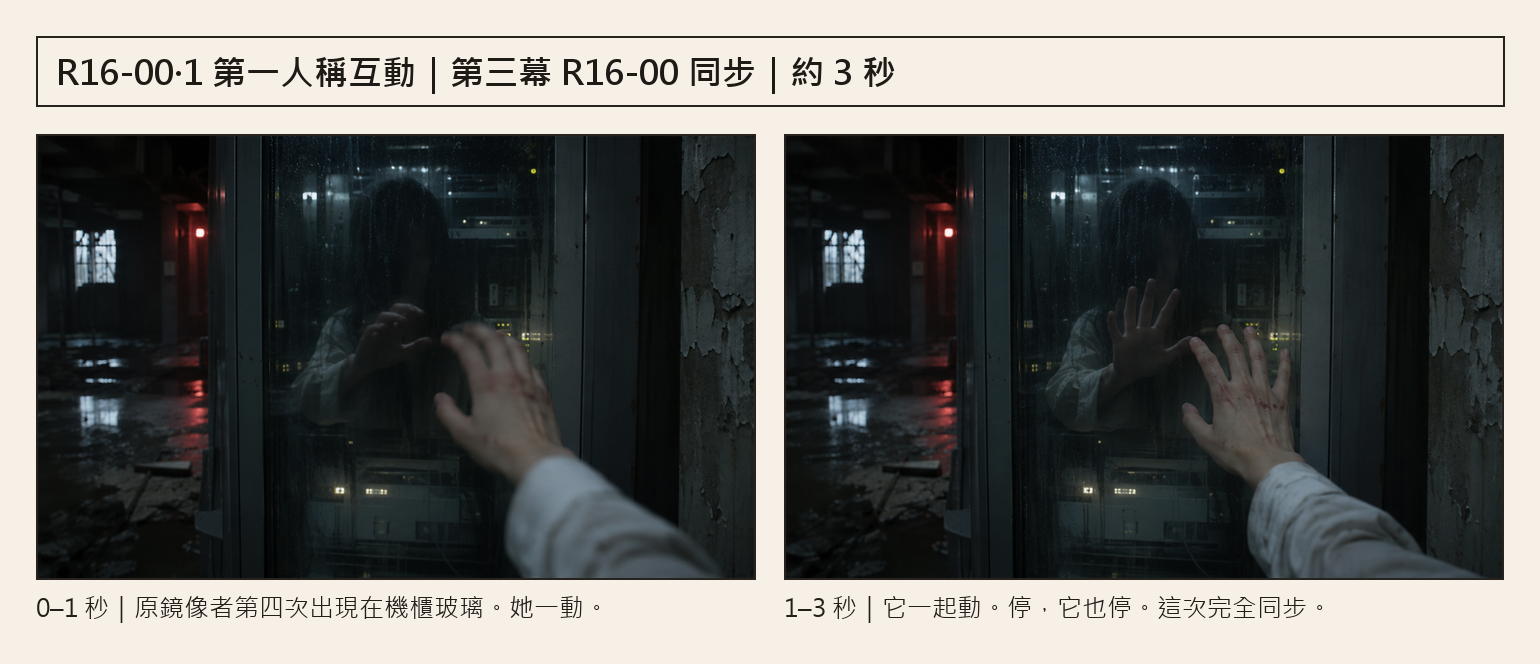 R16-00·1 第一人稱互動｜第三幕 R16-00 同步｜約 3 秒
0–1 秒｜原鏡像者第四次出現在機櫃玻璃。她一動。
1–3 秒｜它一起動。停，它也停。這次完全同步。